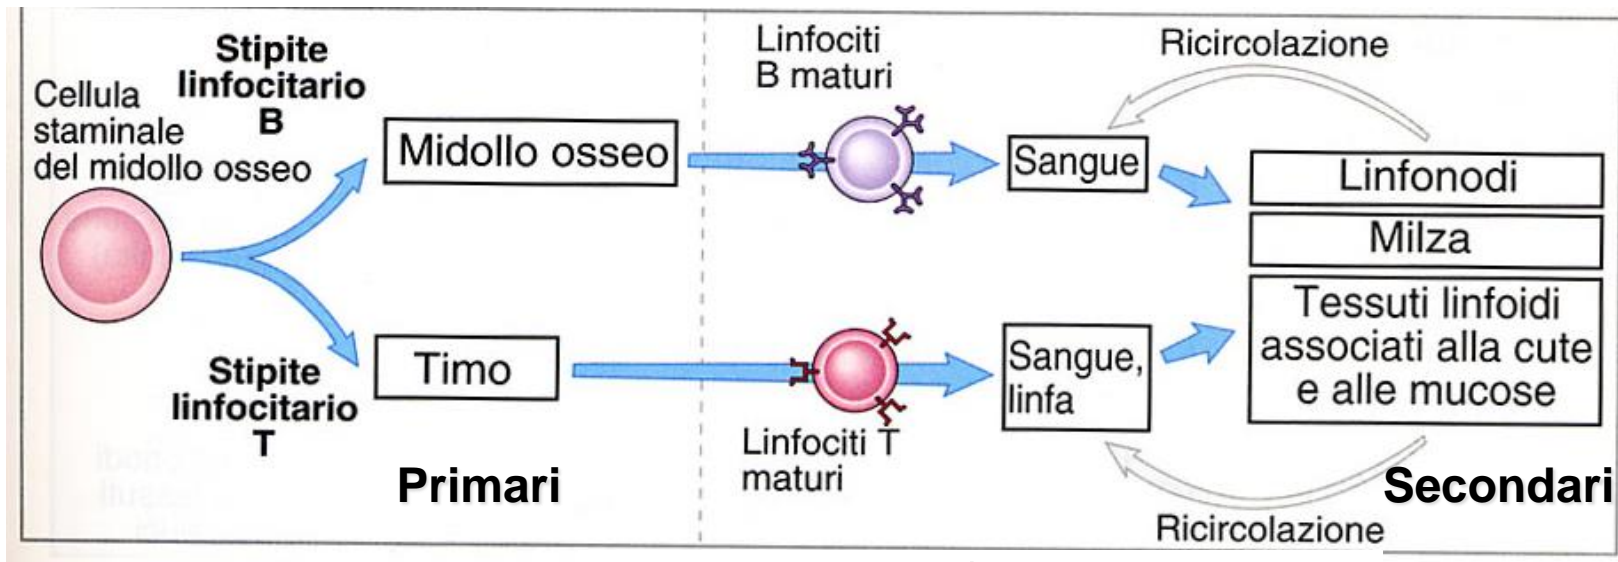 Stipite
linfocitario
B
Cellula
staminale
del midollo osseo
Midollo osseo
Linfociti
B maturi
Sangue
Ricircolazione
Linfonodi
Milza
Tessuti linfoidi
associati alla cute
e alle mucose
Timo
Stipite
linfocitario
T
Linfociti T
maturi
Sangue,
linfa
Primari
Secondari
Ricircolazione